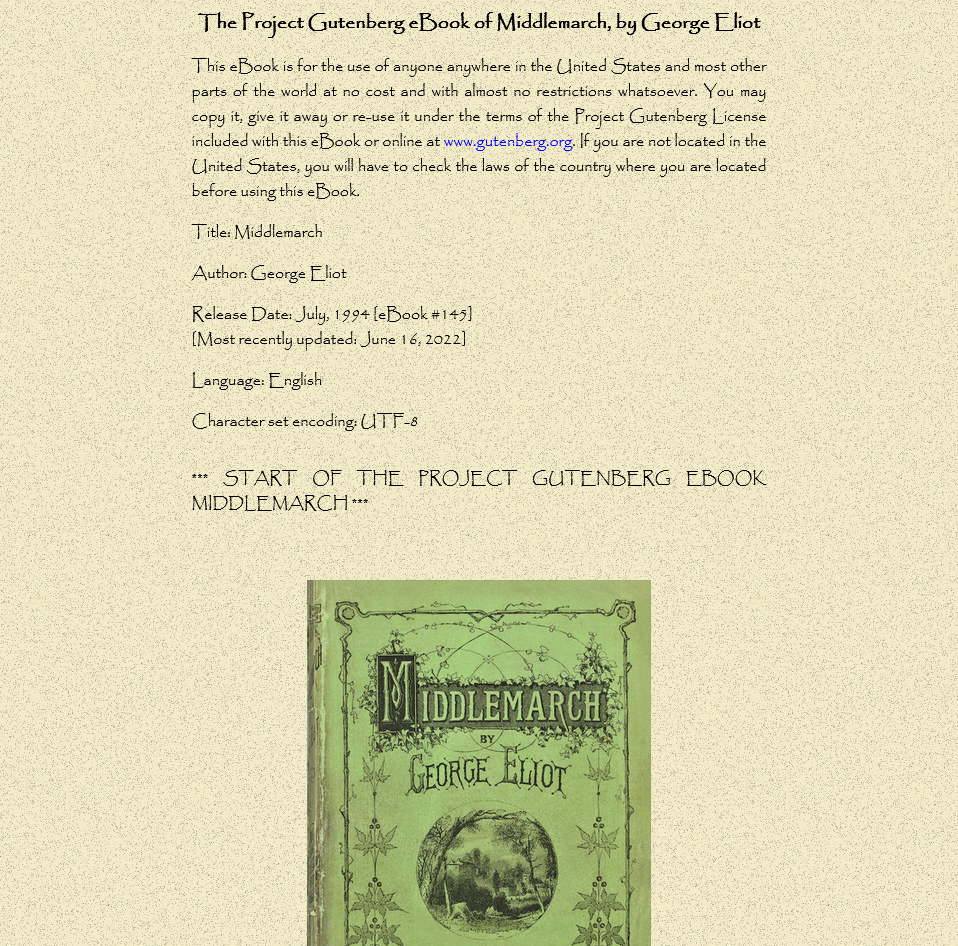 The Project Gutenberg eBook of Middlemarch, by George Eliot
This eBook is for the use of anyone anywhere in the United States and most other
parts of the world at no cost and with almost no restrictions whatsoever. You may
copy it, give it away or re-use it under the terms of the Project Gutenberg License
included with this eBook or online at www.gutenberg.org. If you are not located in the
United States, you will have to check the laws of the country where you are located
before using this eBook.
Title: Middlemarch
Author: George Eliot
Release Date: July, 1994 [eBook #145]
[Most recently updated: June 16, 2022]
Language: English
Character set encoding: UTF-8
*** START OF THE PROJECT GUTENBERG EBOOK
MIDDLEMARCH ***
MIDDLEMARCH
BY
GEORGE ELIOT